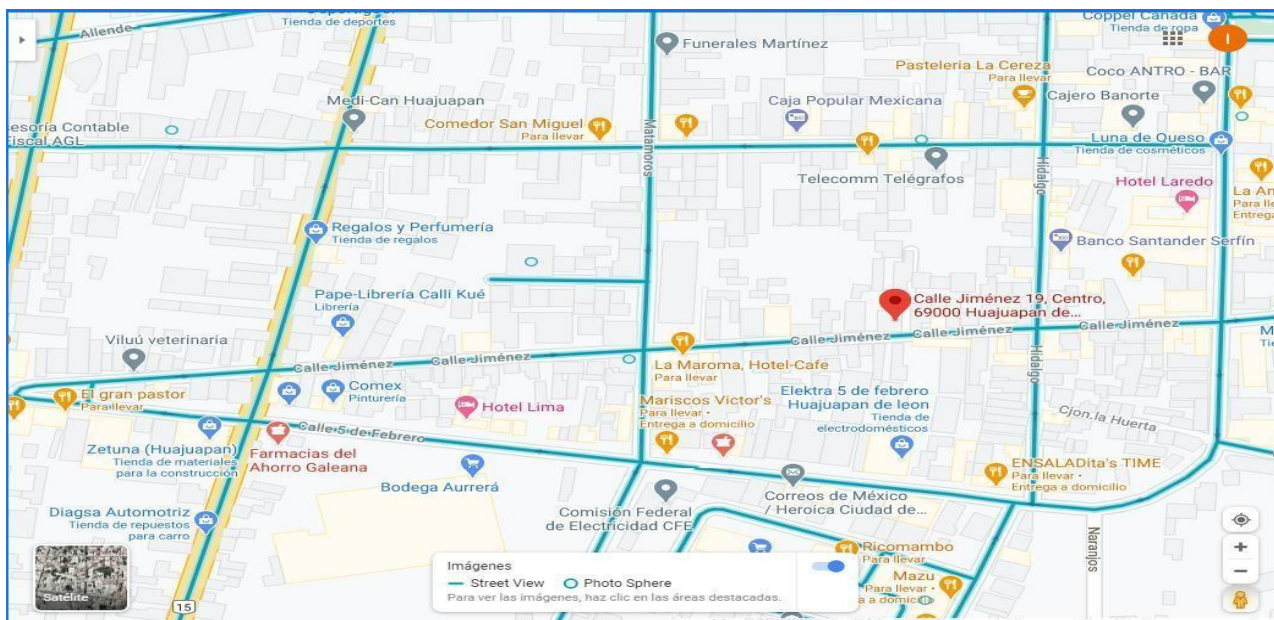 Allende
Tienda de deportes
Coppel Canada
Tienda de ropa
I
Funerales Martínez
Pasteleria La Cereza
Para llevar
Coco ANTRO - BAR
Medi-Can Huajuapan
Caja Popular Mexicana
Cajero Banorte
Comedor San Miguel
Para llevar
Contable
Fiscal AGL
Matamoros
Luna de Queso
Tienda de cosméticos
Telecomm Telégrafos
Hidalgo
Hotel Laredo
La
Para
Entrega
Regalos y Perfumería
Tienda de regalos
Banco Santander Serfín
Pape-Librería Calli Kué
Librería
Calle Jiménez 19, Centro,
69000 Huajuapan de...
Viluú veterinaria
Calle Jiménez
Calle Jiménez
Calle Jiménez
Calle Jiménez
Calle Jiménez
La Maroma, Hotel-Cafe
Para llevar
Hidalgo
El gran pastor
Para llevar
Comex
Pinturería
Hotel Lima
Mariscos Victor's
Para llevar •
Entrega a domicilio
Elektra 5 de febrero
Huajuapan de leon
Tienda de
electrodomésticos
Cjon.la Huerta
Calle 5 de Febrero
Zetuna (Huajuapan)
Tienda de materiales
para la construcción
Farmacias del
Ahorro Galeana
Bodega Aurrerá
ENSALADita's TIME
Para llevar •
Entrega a domicilio
Correos de México
/ Heroica Ciudad de...
Comisión Federal
de Electricidad CFE
Diagsa Automotriz
Tienda de repuestos
para carro
Naranjos
Ricomambo
Para llevar
Mazu
Para llevar •
a domicilio
Satélite
15
Imágenes
Street View
Photo Sphere
Para ver las imágenes, haz clic en las áreas destacadas.
+
−